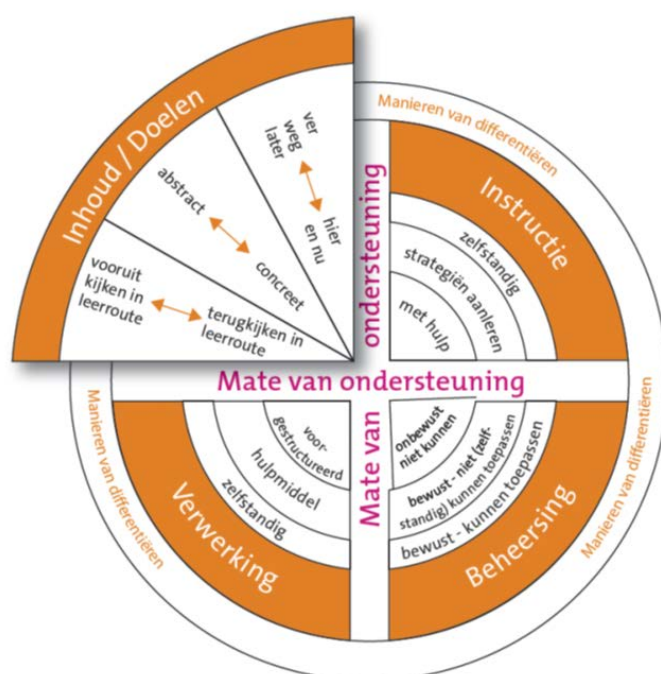 Inhoud / Doelen
ver
weg
later
hier
en nu
abstract
concreet
vooruit
kijken in
leerroute
terugkijken in
leerroute
Manieren van differentiëren
Instructie
zelfstandig
strategiën aanleren
met hulp
Mate van ondersteuning
Mate van
ondersteuning
voor-
gestructureerd
hulpmiddel
zelfstandig
Verwerking
Manieren van differentiëren
onbewust
niet kunnen
bewust - niet (zelf-
standig) kunnen toepassen
bewust - kunnen toepassen
Beheersing
Manieren van differentiëren